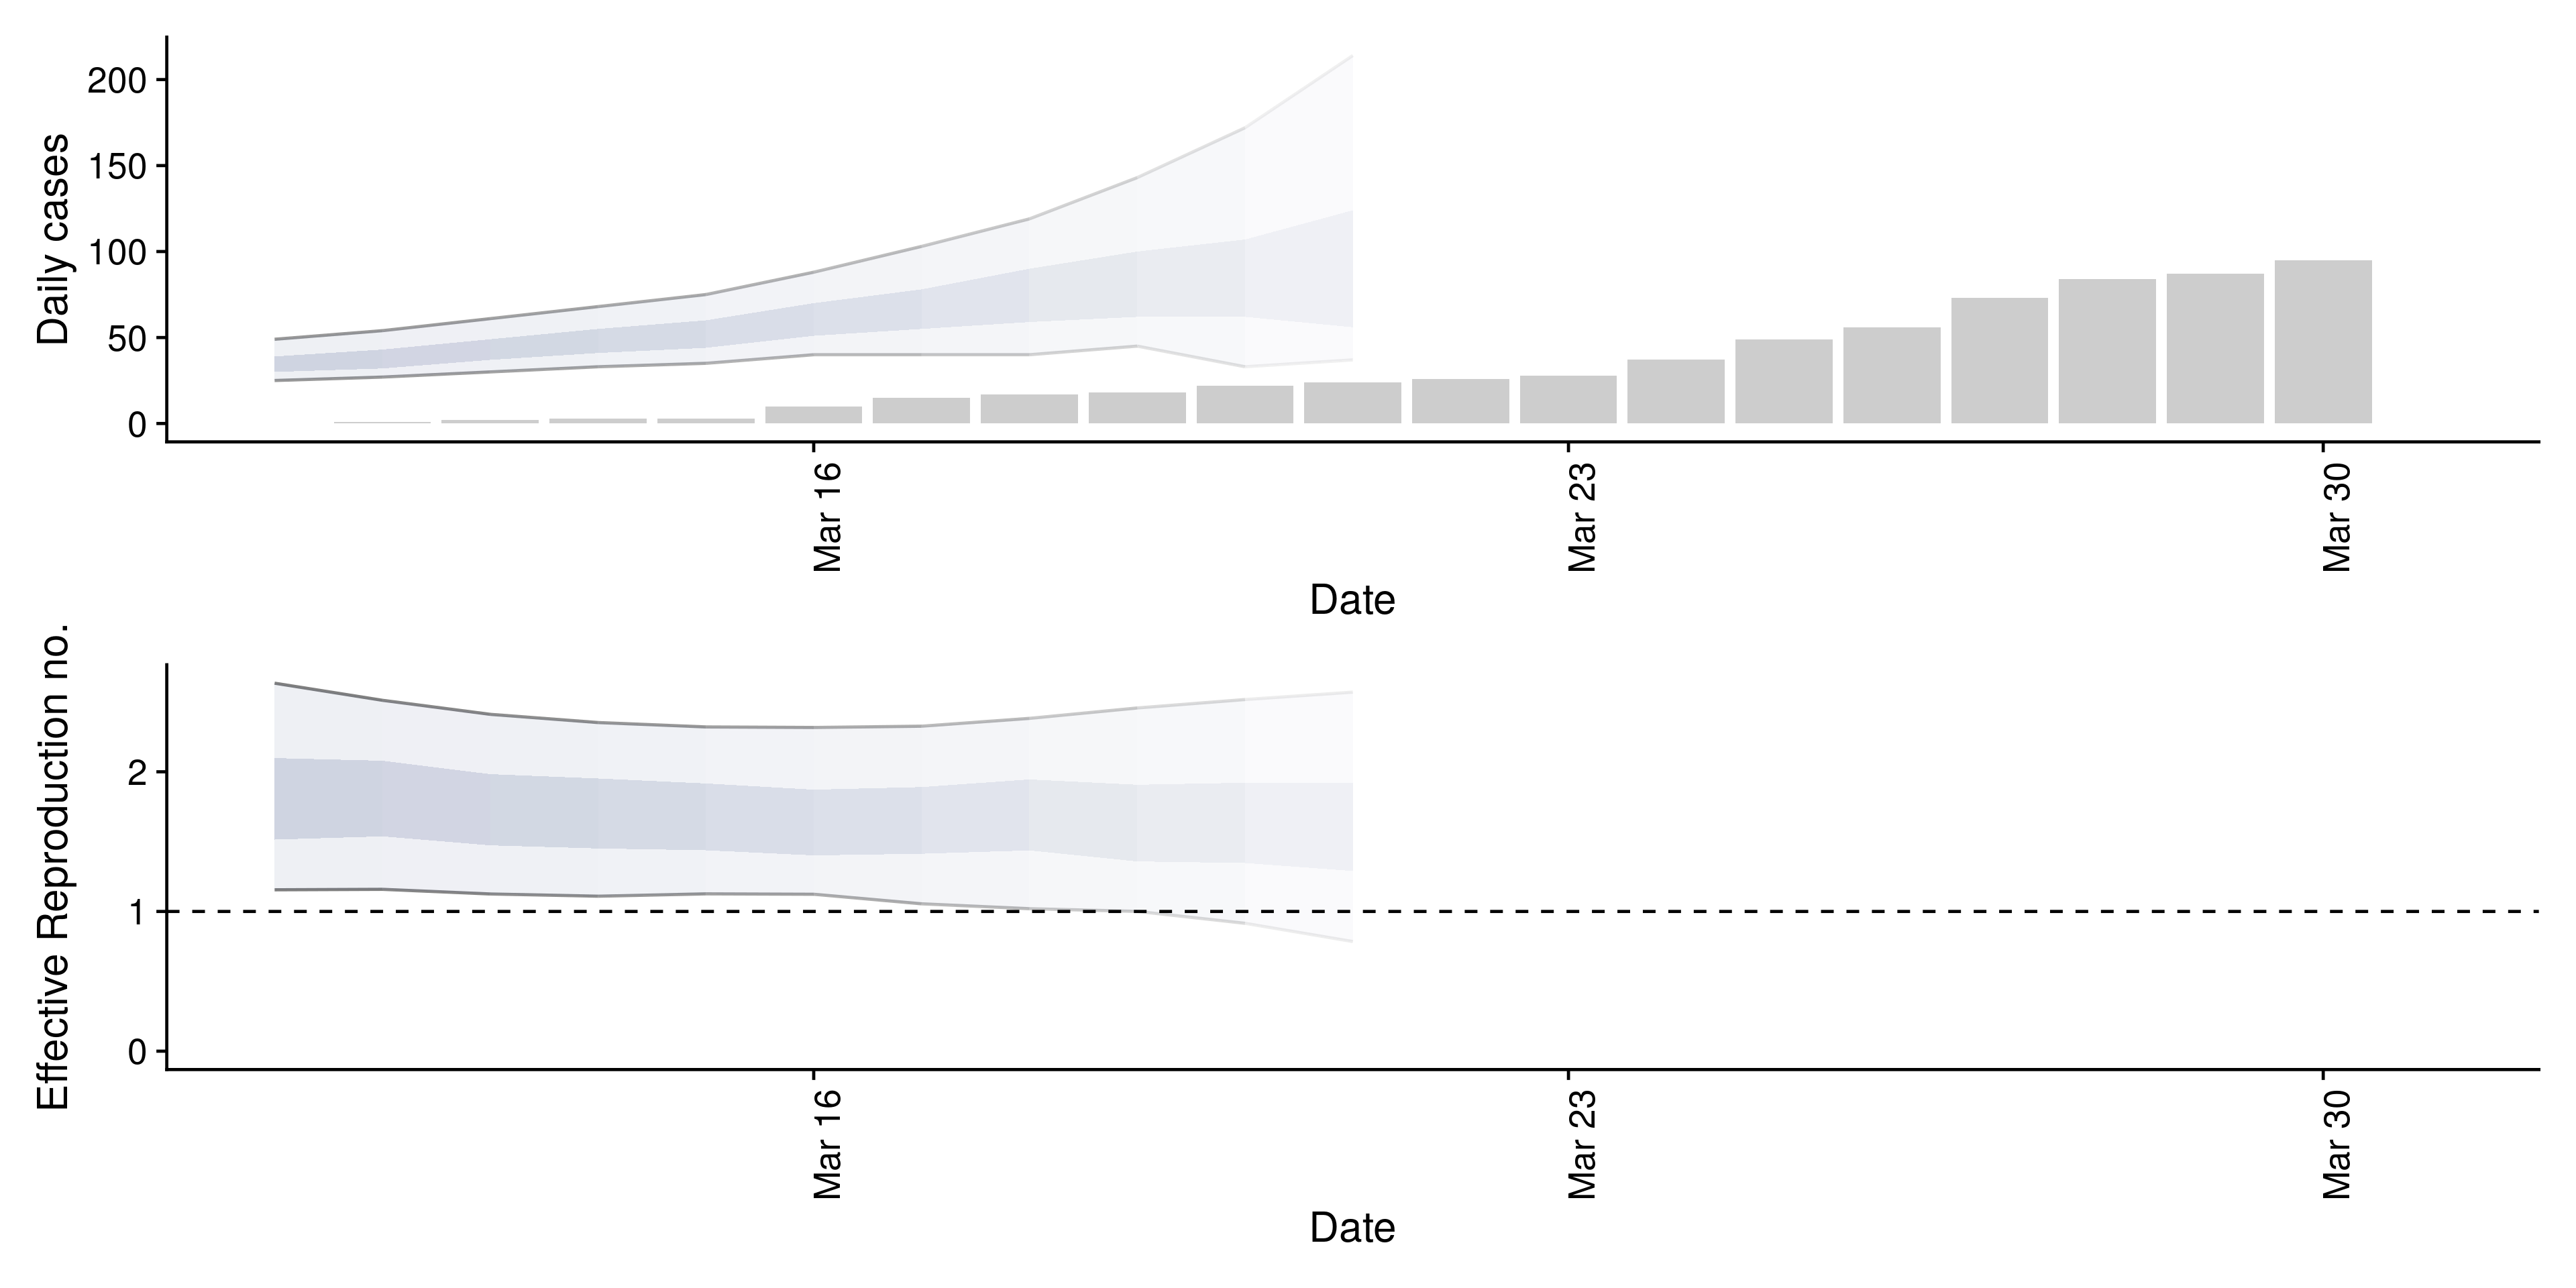 Daily cases
200
150
100
50
0
Mar 16
Mar 23
Mar 30
Date
Effective Reproduction no.
2
1
0
Mar 16
Mar 23
Mar 30
Date